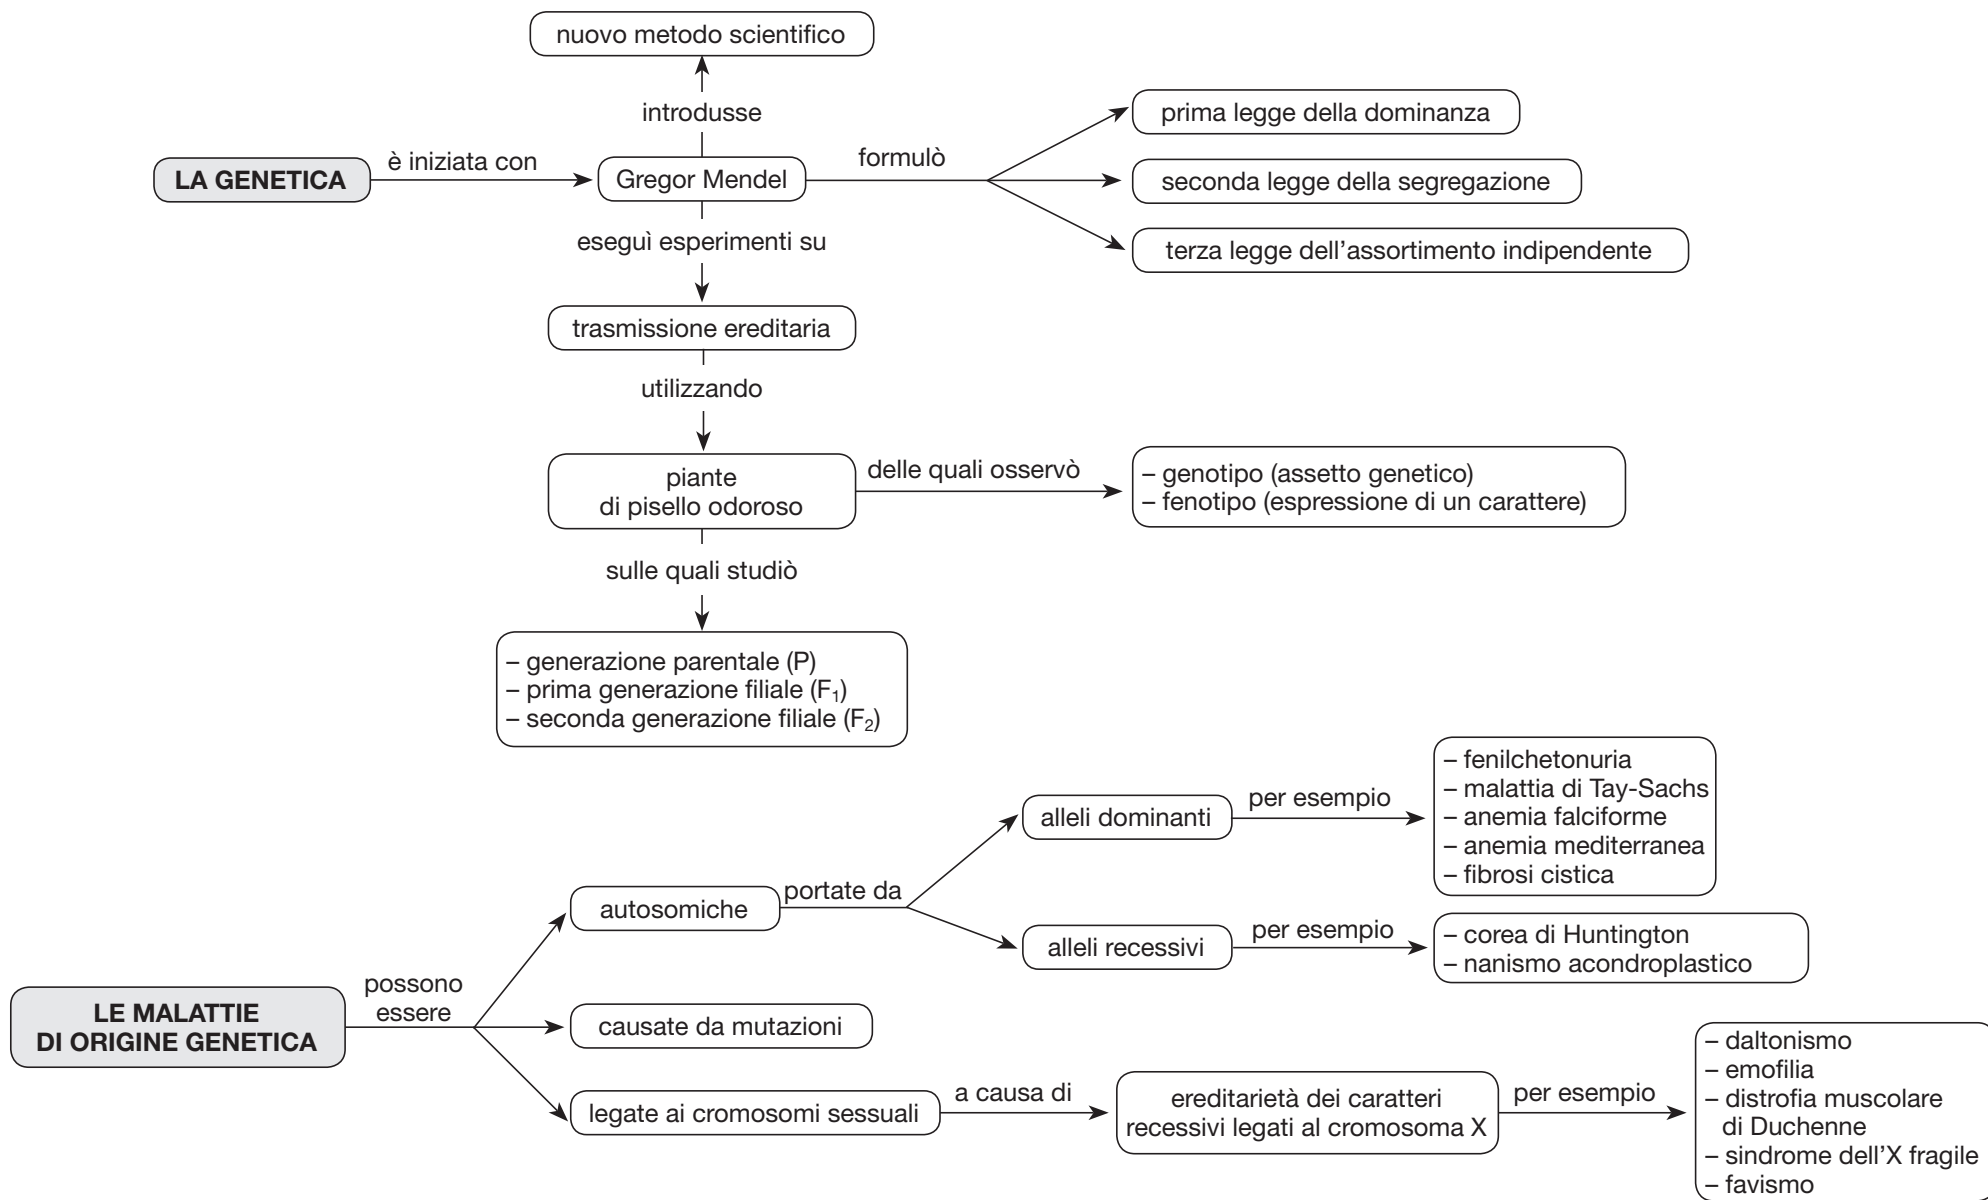 nuovo metodo scientifico
introdusse
LA GENETICA
è iniziata con
Gregor Mendel
formulò
prima legge della dominanza
seconda legge della segregazione
terza legge dell’assortimento indipendente
eseguì esperimenti su
trasmissione ereditaria
utilizzando
piante
di pisello odoroso
delle quali osservò
– genotipo (assetto genetico)
– fenotipo (espressione di un carattere)
sulle quali studiò
– generazione parentale (P)
– prima generazione filiale (F₁)
– seconda generazione filiale (F₂)
LE MALATTIE
DI ORIGINE GENETICA
possono
essere
autosomiche
portate da
alleli dominanti
per esempio
– fenilchetonuria
– malattia di Tay-Sachs
– anemia falciforme
– anemia mediterranea
– fibrosi cistica
alleli recessivi
per esempio
– corea di Huntington
– nanismo acondroplastico
causate da mutazioni
legate ai cromosomi sessuali
a causa di
ereditarietà dei caratteri
recessivi legati al cromosoma X
per esempio
– daltonismo
– emofilia
– distrofia muscolare
di Duchenne
– sindrome dell’X fragile
– favismo